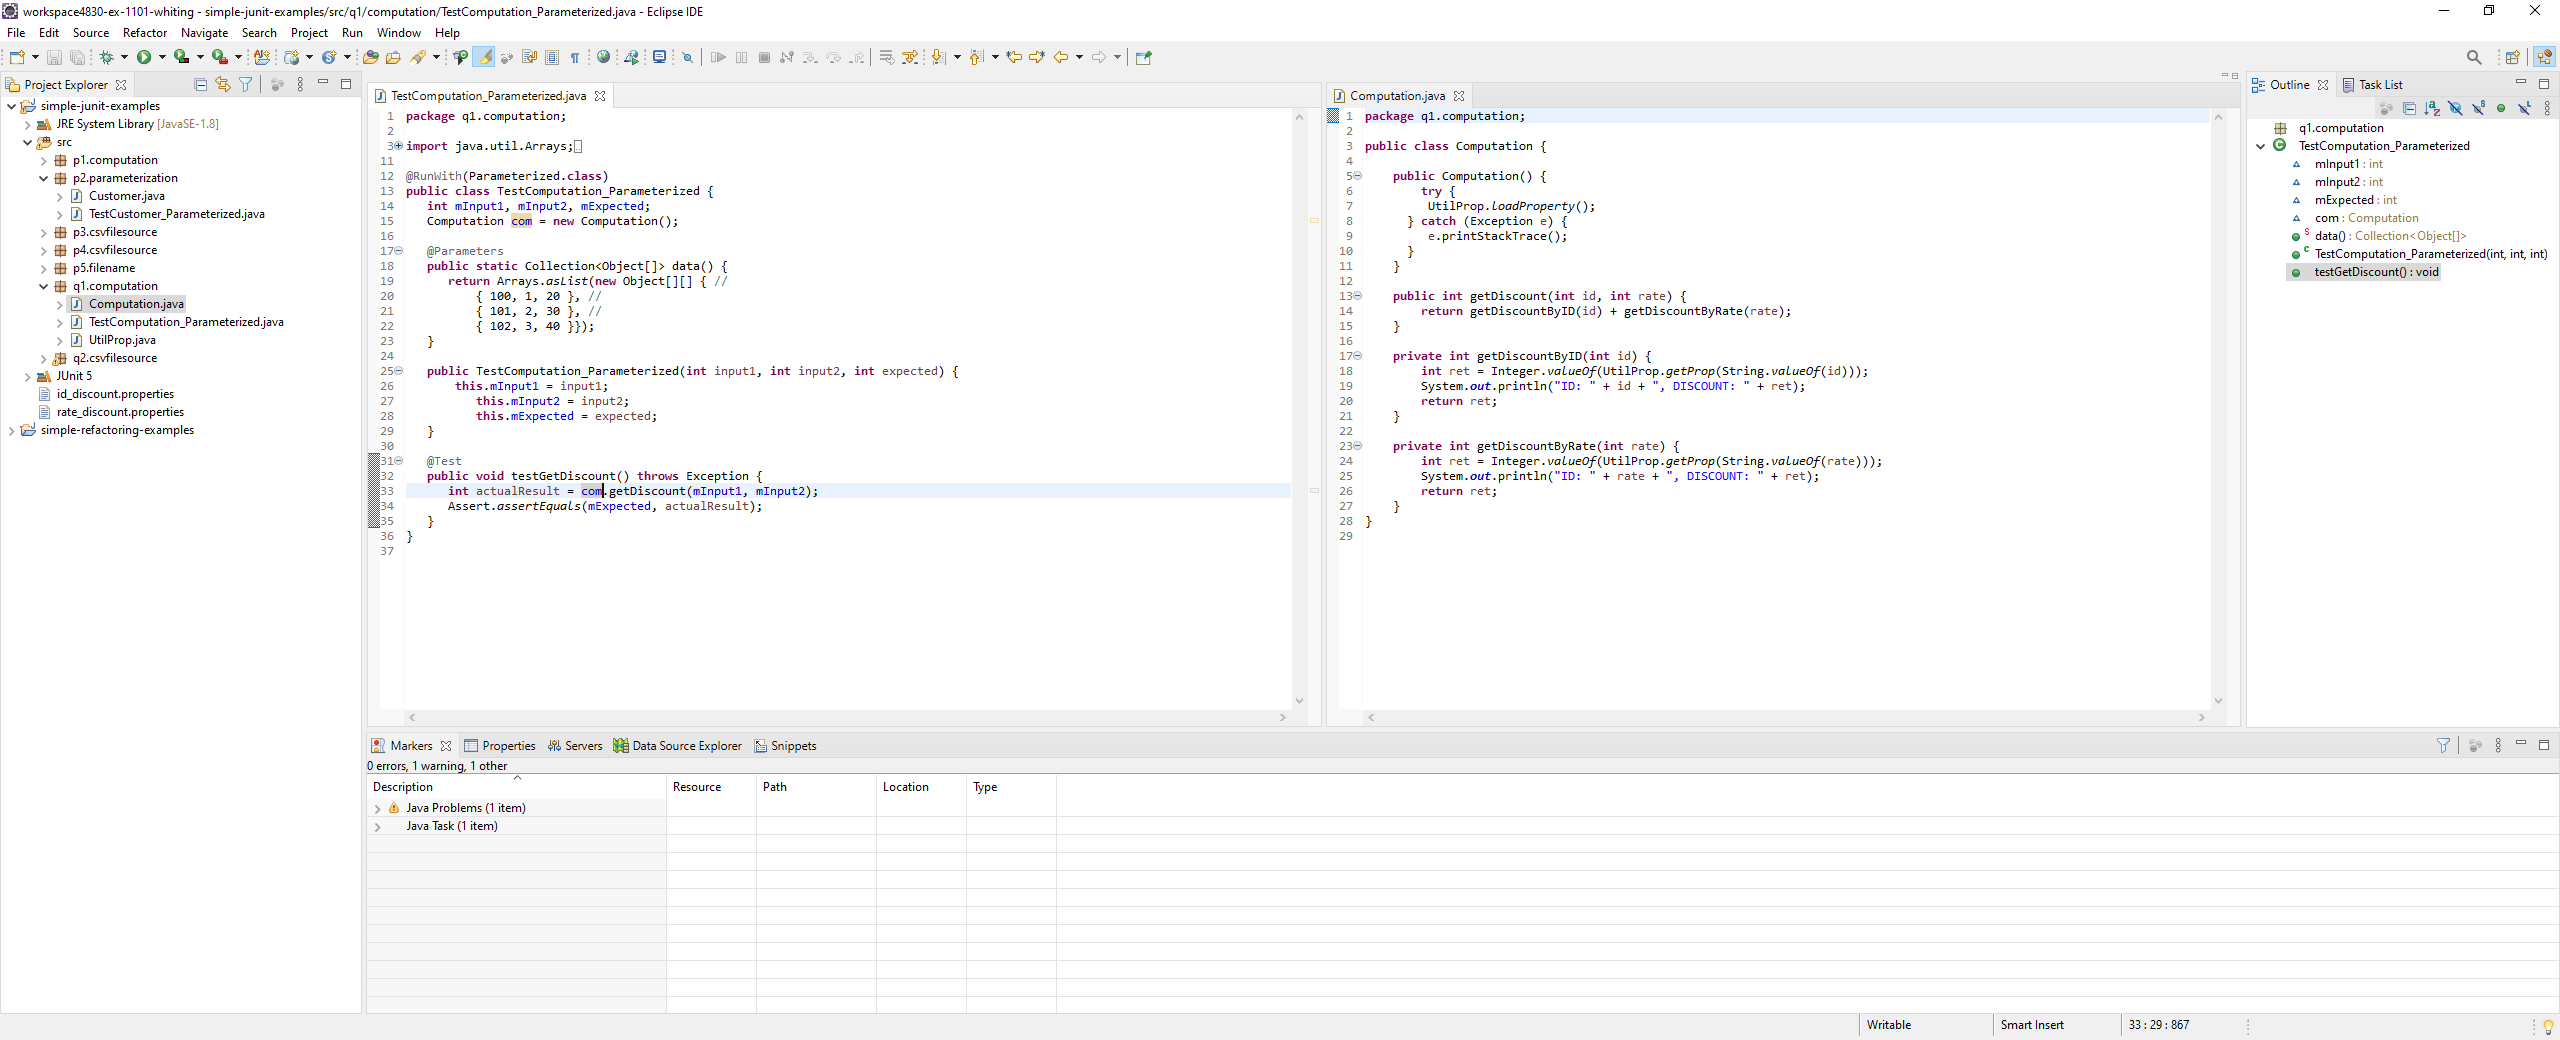 workspace4830-ex-1101-whiting - simple-junit-examples/src/q1/computation/TestComputation_Parameterized.java - Eclipse IDE
File Edit Source Refactor Navigate Search Project Run Window Help
Project Explorer
simple-junit-examples
JRE System Library [JavaSE-1.8]
src
p1.computation
p2.parameterization
Customer.java
TestCustomer_Parameterized.java
p3.csvfilesource
p4.csvfilesource
p5.filename
q1.computation
Computation.java
TestComputation_Parameterized.java
UtilProp.java
q2.csvfilesource
JUnit 5
id_discount.properties
rate_discount.properties
simple-refactoring-examples
TestComputation_Parameterized.java
1 package q1.computation;
2
3 import java.util.Arrays;
11
12 @RunWith(Parameterized.class)
13 public class TestComputation_Parameterized {
14 int mInput1, mInput2, mExpected;
15 Computation com = new Computation();
16
17 @Parameters
18 public static Collection<Object[]> data() {
19 return Arrays.asList(new Object[][] { //
20 { 100, 1, 20 }, //
21 { 101, 2, 30 }, //
22 { 102, 3, 40 }});
23 }
24
25 public TestComputation_Parameterized(int input1, int input2, int expected) {
26 this.mInput1 = input1;
27 this.mInput2 = input2;
28 this.mExpected = expected;
29 }
30
31 @Test
32 public void testGetDiscount() throws Exception {
33 int actualResult = com.getDiscount(mInput1, mInput2);
34 Assert.assertEquals(mExpected, actualResult);
35 }
36 }
37
Computation.java
1 package q1.computation;
2
3 public class Computation {
4
5 public Computation() {
6 try {
7 UtilProp.loadProperty();
8 } catch (Exception e) {
9 e.printStackTrace();
10 }
11 }
12
13 public int getDiscount(int id, int rate) {
14 return getDiscountByID(id) + getDiscountByRate(rate);
15 }
16
17 private int getDiscountByID(int id) {
18 int ret = Integer.valueOf(UtilProp.getProp(String.valueOf(id)));
19 System.out.println("ID: " + id + ", DISCOUNT: " + ret);
20 return ret;
21 }
22
23 private int getDiscountByRate(int rate) {
24 int ret = Integer.valueOf(UtilProp.getProp(String.valueOf(rate)));
25 System.out.println("ID: " + rate + ", DISCOUNT: " + ret);
26 return ret;
27 }
28 }
29
Outline Task List
q1.computation
TestComputation_Parameterized
mInput1 : int
mInput2 : int
mExpected : int
com : Computation
data() : Collection<Object[]>
TestComputation_Parameterized(int, int, int)
testGetDiscount() : void
Markers Properties Servers Data Source Explorer Snippets
0 errors, 1 warning, 1 other
Description Resource Path Location Type
Java Problems (1 item)
Java Task (1 item)
Writable Smart Insert 33 : 29 : 867